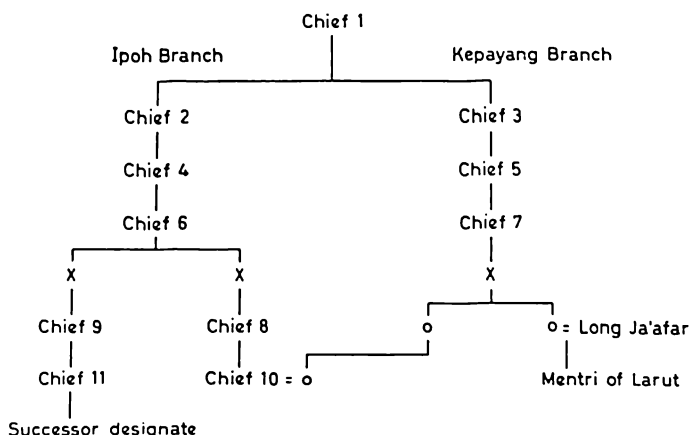 Chief 1
Ipoh Branch Kepayang Branch
Chief 2 Chief 3
Chief 4 Chief 5
Chief 6 Chief 7
X X X
Chief 9 Chief 8 o o = Long Ja'afar
Chief 11 Chief 10 = o Mentri of Larut
Successor designate